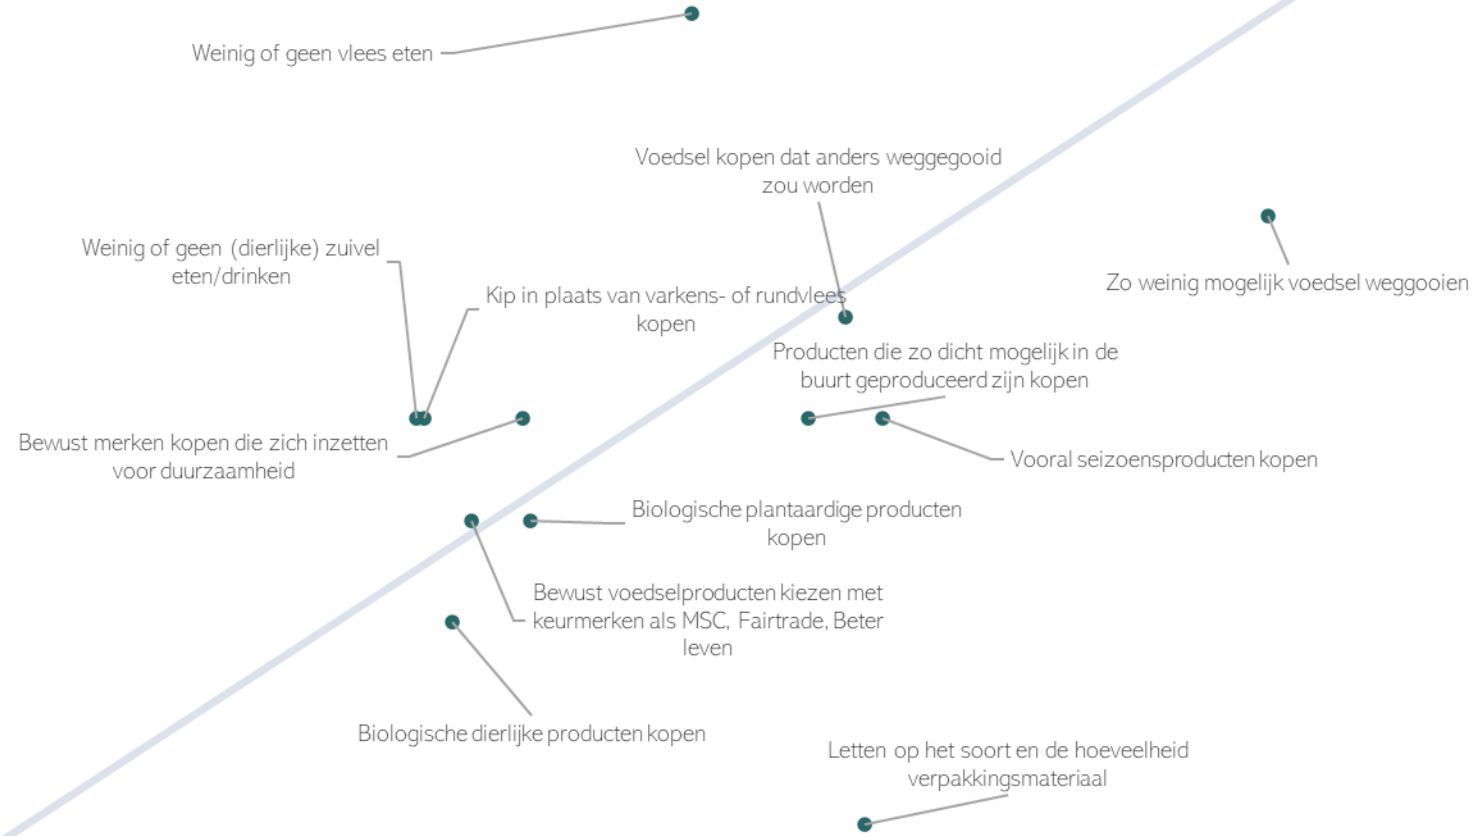 Weinig of geen vlees eten
Voedsel kopen dat anders weggegooid
zou worden
Weinig of geen (dierlijke) zuivel
eten/drinken
Zo weinig mogelijk voedsel weggooien
Kip in plaats van varkens- of rundvlees
kopen
Producten die zo dicht mogelijk in de
buurt geproduceerd zijn kopen
Bewust merken kopen die zich inzetten
voor duurzaamheid
Vooral seizoensproducten kopen
Biologische plantaardige producten
kopen
Bewust voedselproducten kiezen met
keurmerken als MSC, Fairtrade, Beter
leven
Biologische dierlijke producten kopen
Letten op het soort en de hoeveelheid
verpakkingsmateriaal